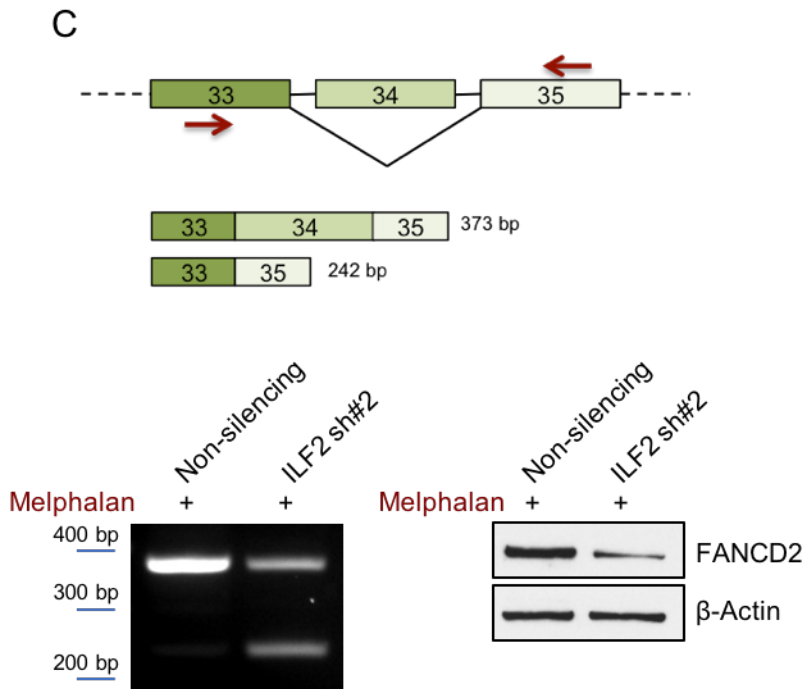 C
33 34 35
33 34 35 373 bp
33 35 242 bp
Non-silencing ILF2 sh#2
Melphalan + +
400 bp
300 bp
200 bp
Non-silencing ILF2 sh#2
Melphalan + +
FANCD2
β-Actin